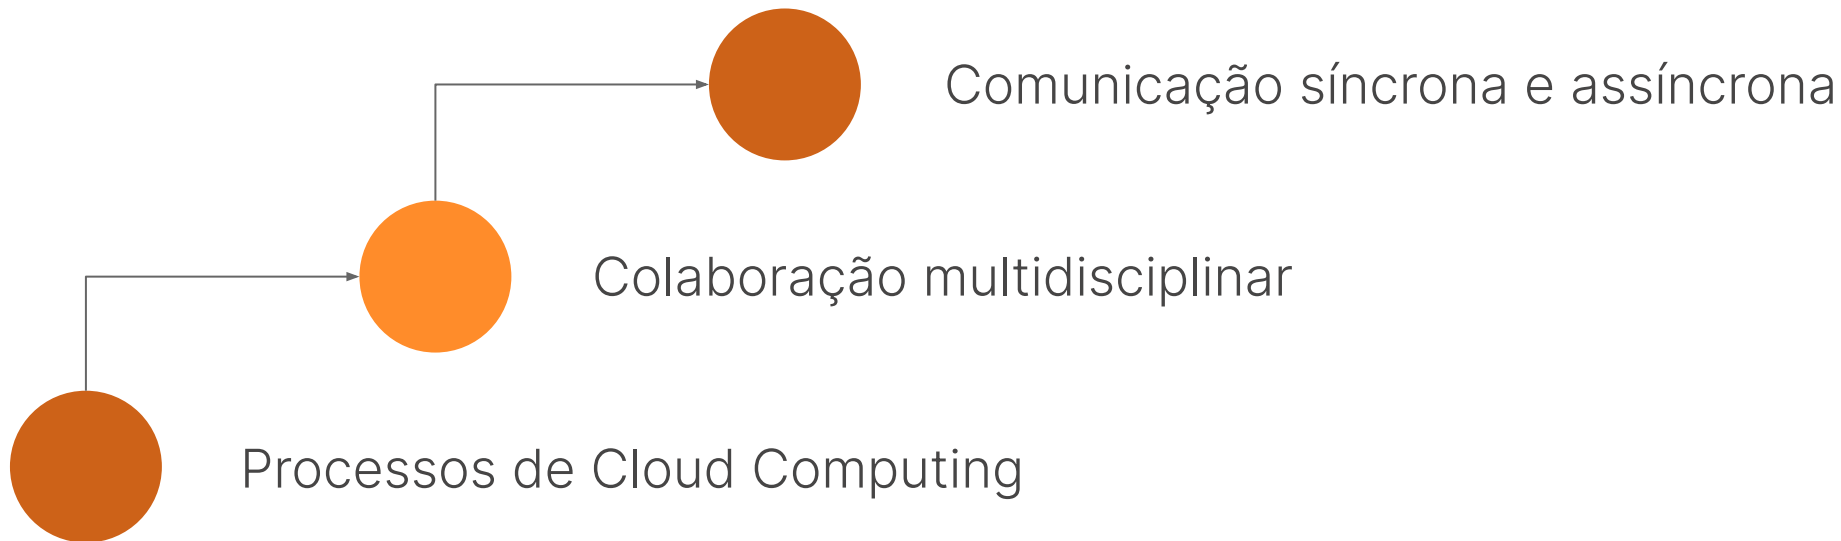 Comunicação síncrona e assíncrona
Colaboração multidisciplinar
Processos de Cloud Computing